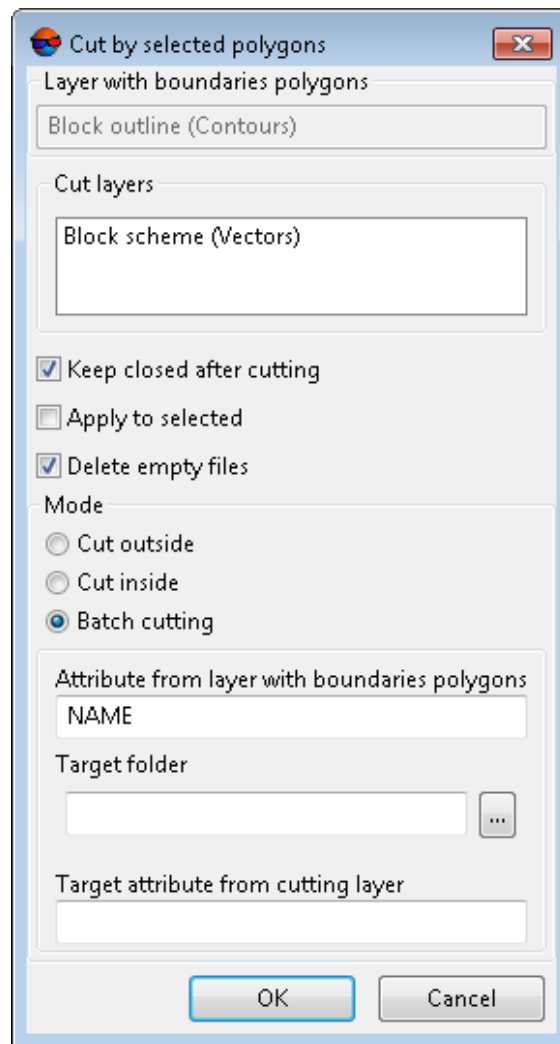 Cut by selected polygons
Layer with boundaries polygons
Block outline (Contours)
Cut layers
Block scheme (Vectors)
Keep closed after cutting
Apply to selected
Delete empty files
Mode
Cut outside
Cut inside
Batch cutting
Attribute from layer with boundaries polygons
NAME
Target folder
...
Target attribute from cutting layer
OK Cancel